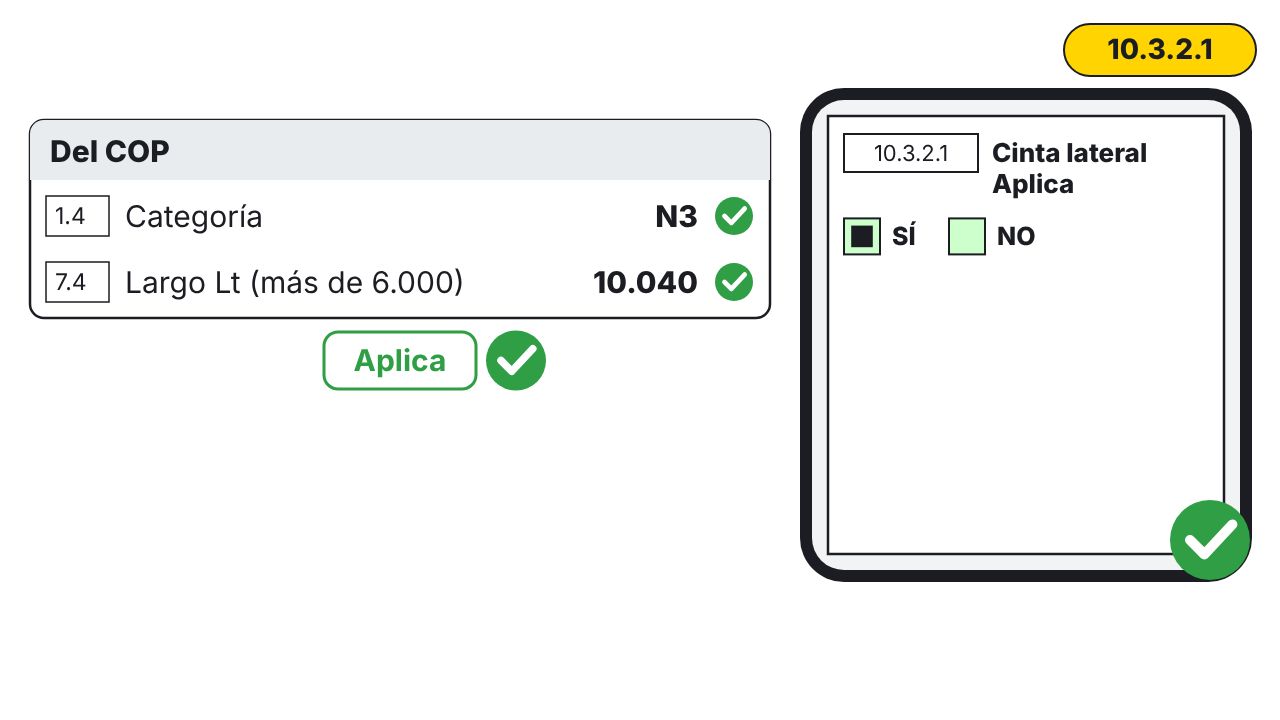 10.3.2.1
Del COP
1.4 Categoría N3
7.4 Largo Lt (más de 6.000) 10.040
Aplica
10.3.2.1 Cinta lateral
Aplica
SÍ NO